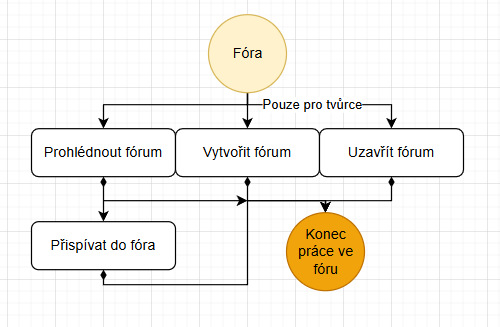 Fóra
Pouze pro tvůrce
Prohlédnout fórum
Vytvořit fórum
Uzavřít fórum
Přispívat do fóra
Konec
práce ve
fóru